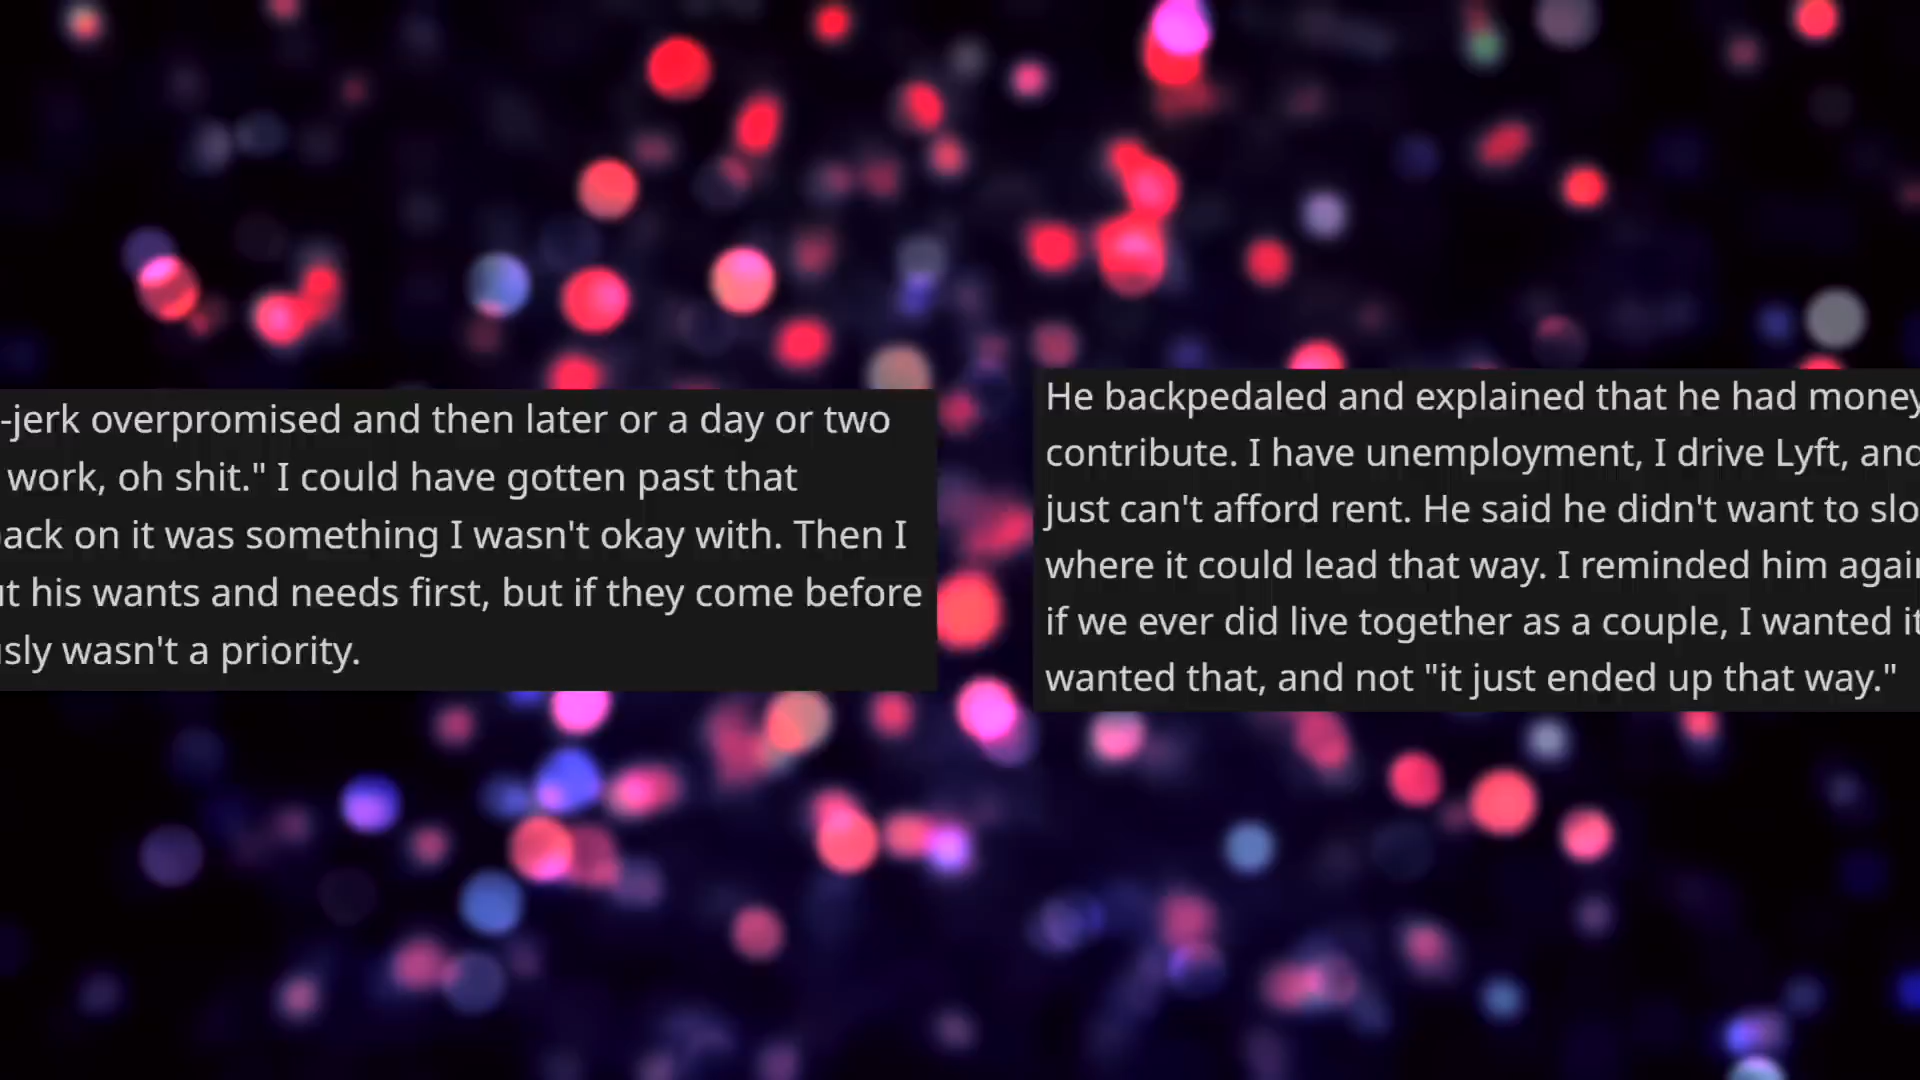 -jerk overpromised and then later or a day or two
work, oh shit." I could have gotten past that
back on it was something I wasn't okay with. Then I
his wants and needs first, but if they come before
wasn't a priority.
He backpedaled and explained that he had money
contribute. I have unemployment, I drive Lyft, and
just can't afford rent. He said he didn't want to
where it could lead that way. I reminded him again
if we ever did live together as a couple, I wanted it
wanted that, and not "it just ended up that way."